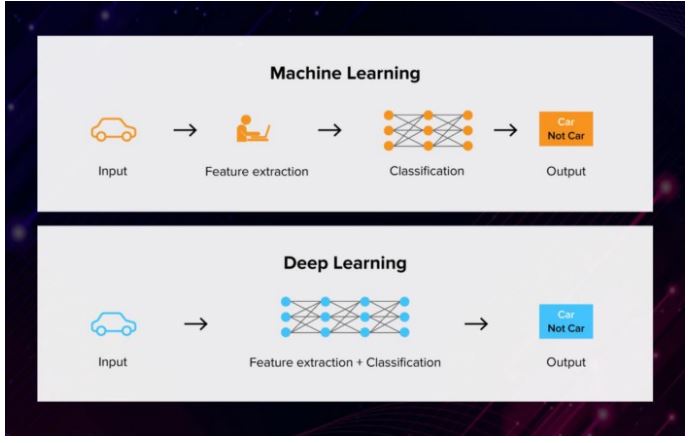 Machine Learning
Input
Feature extraction
Classification
Car
Not Car
Output
Deep Learning
Input
Feature extraction + Classification
Car
Not Car
Output